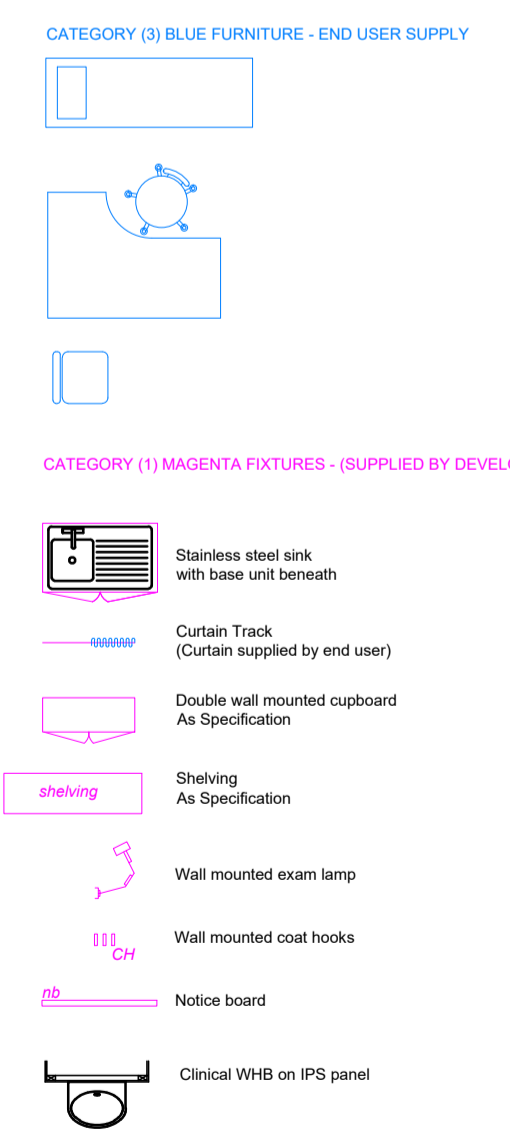 CATEGORY (3) BLUE FURNITURE - END USER SUPPLY
CATEGORY (1) MAGENTA FIXTURES - (SUPPLIED BY
Stainless steel sink
with base unit beneath
Curtain Track
(Curtain supplied by end user)
Double wall mounted cupboard
As Specification
shelving
Shelving
As Specification
Wall mounted exam lamp
CH
Wall mounted coat hooks
nb
Notice board
Clinical WHB on IPS panel